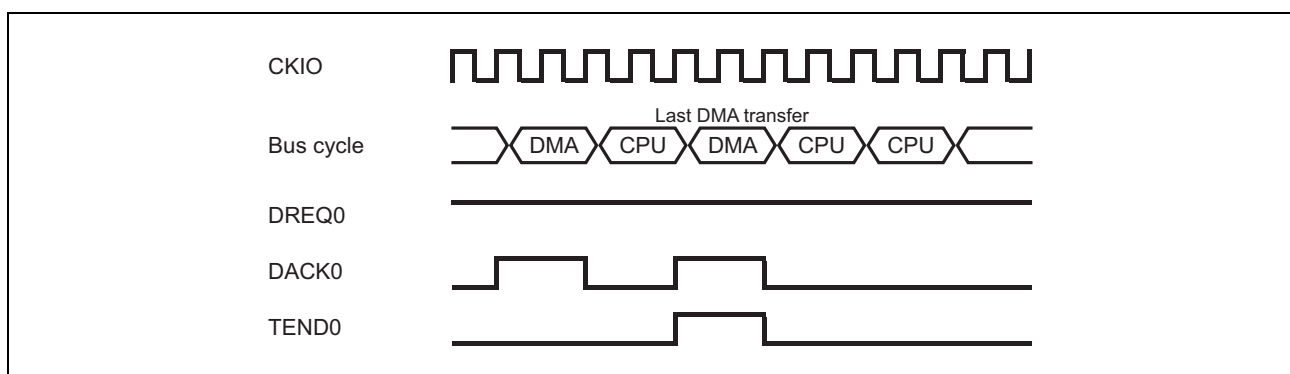 CKIO
Last DMA transfer
Bus cycle DMA CPU DMA CPU CPU
DREQ0
DACK0
TEND0